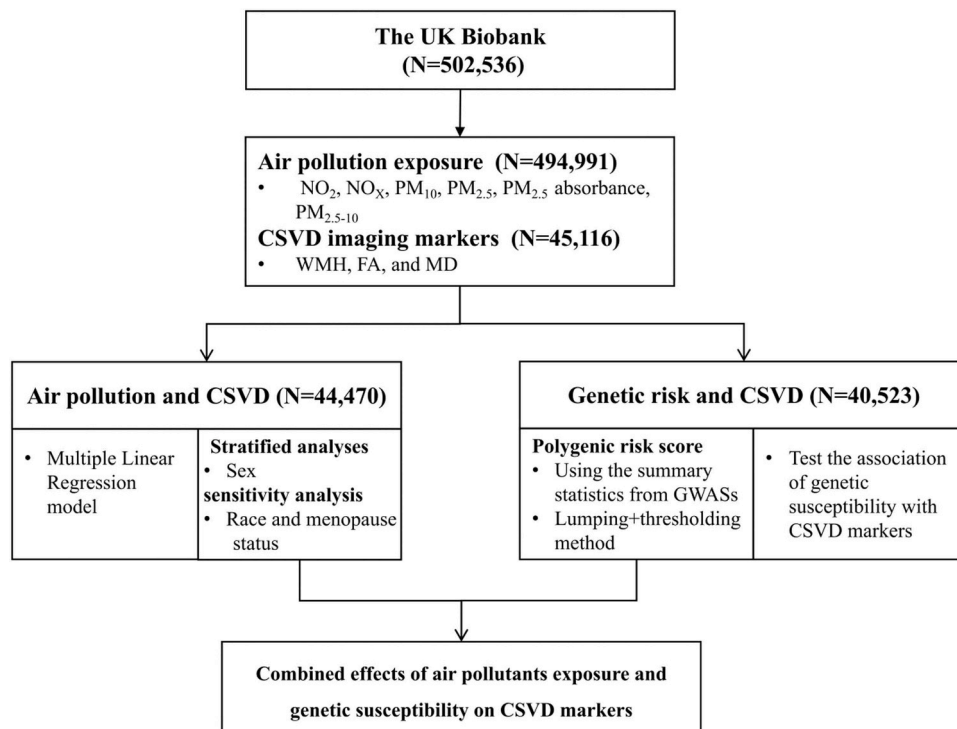 The UK Biobank
(N=502,536)
Air pollution exposure (N=494,991)
• NO₂, NOX, PM₁₀, PM₂.₅, PM₂.₅ absorbance,
PM₂.₅₋₁₀
CSVD imaging markers (N=45,116)
• WMH, FA, and MD
Air pollution and CSVD (N=44,470)
• Multiple Linear
Regression
model
Stratified analyses
• Sex
sensitivity analysis
• Race and menopause
status
Genetic risk and CSVD (N=40,523)
Polygenic risk score
• Using the summary
statistics from GWASs
• Lumping+thresholding
method
• Test the association
of genetic
susceptibility with
CSVD markers
Combined effects of air pollutants exposure and
genetic susceptibility on CSVD markers